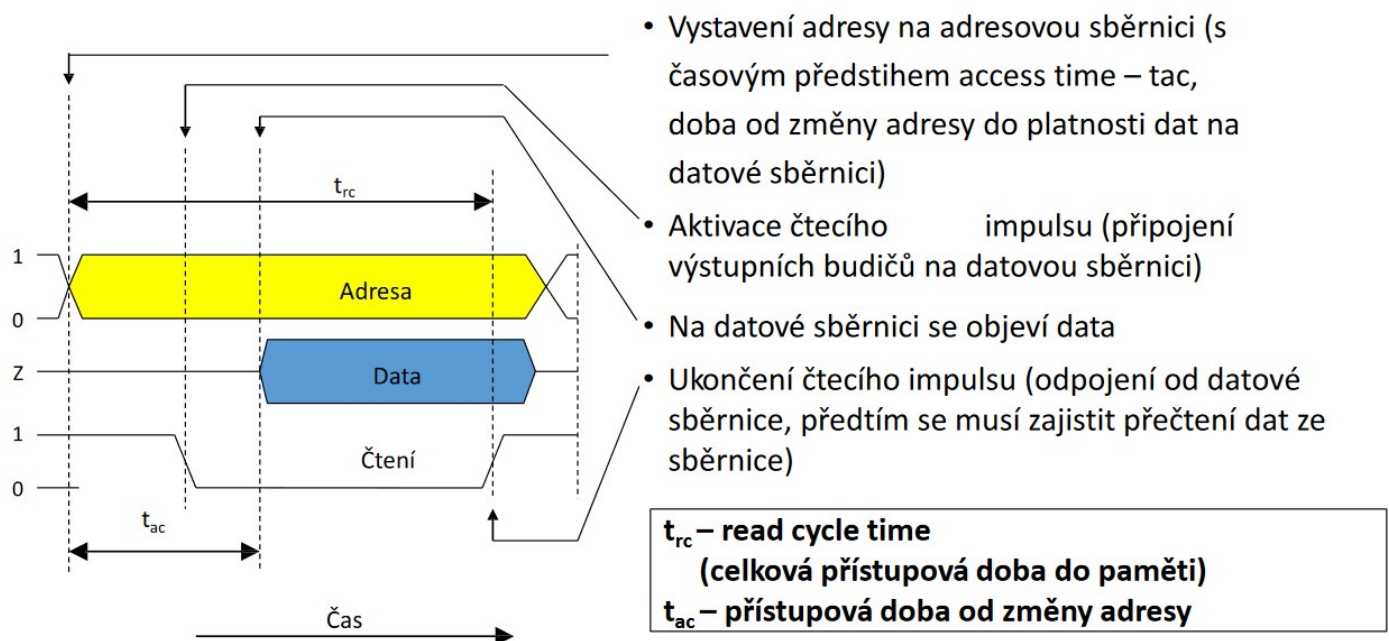 • Vystavení adresy na adresovou sběrnici (s
časovým předstihem access time – tac,
doba od změny adresy do platnosti dat na
datové sběrnici)
• Aktivace čtecího impulsu (připojení
výstupních budičů na datovou sběrnici)
• Na datové sběrnici se objeví data
• Ukončení čtecího impulsu (odpojení od datové
sběrnice, předtím se musí zajistit přečtení dat ze
sběrnice)
t_rc
1
Adresa
0
Z
Data
1
Čtení
0
t_ac
Čas
t_rc – read cycle time
(celková přístupová doba do paměti)
t_ac – přístupová doba od změny adresy